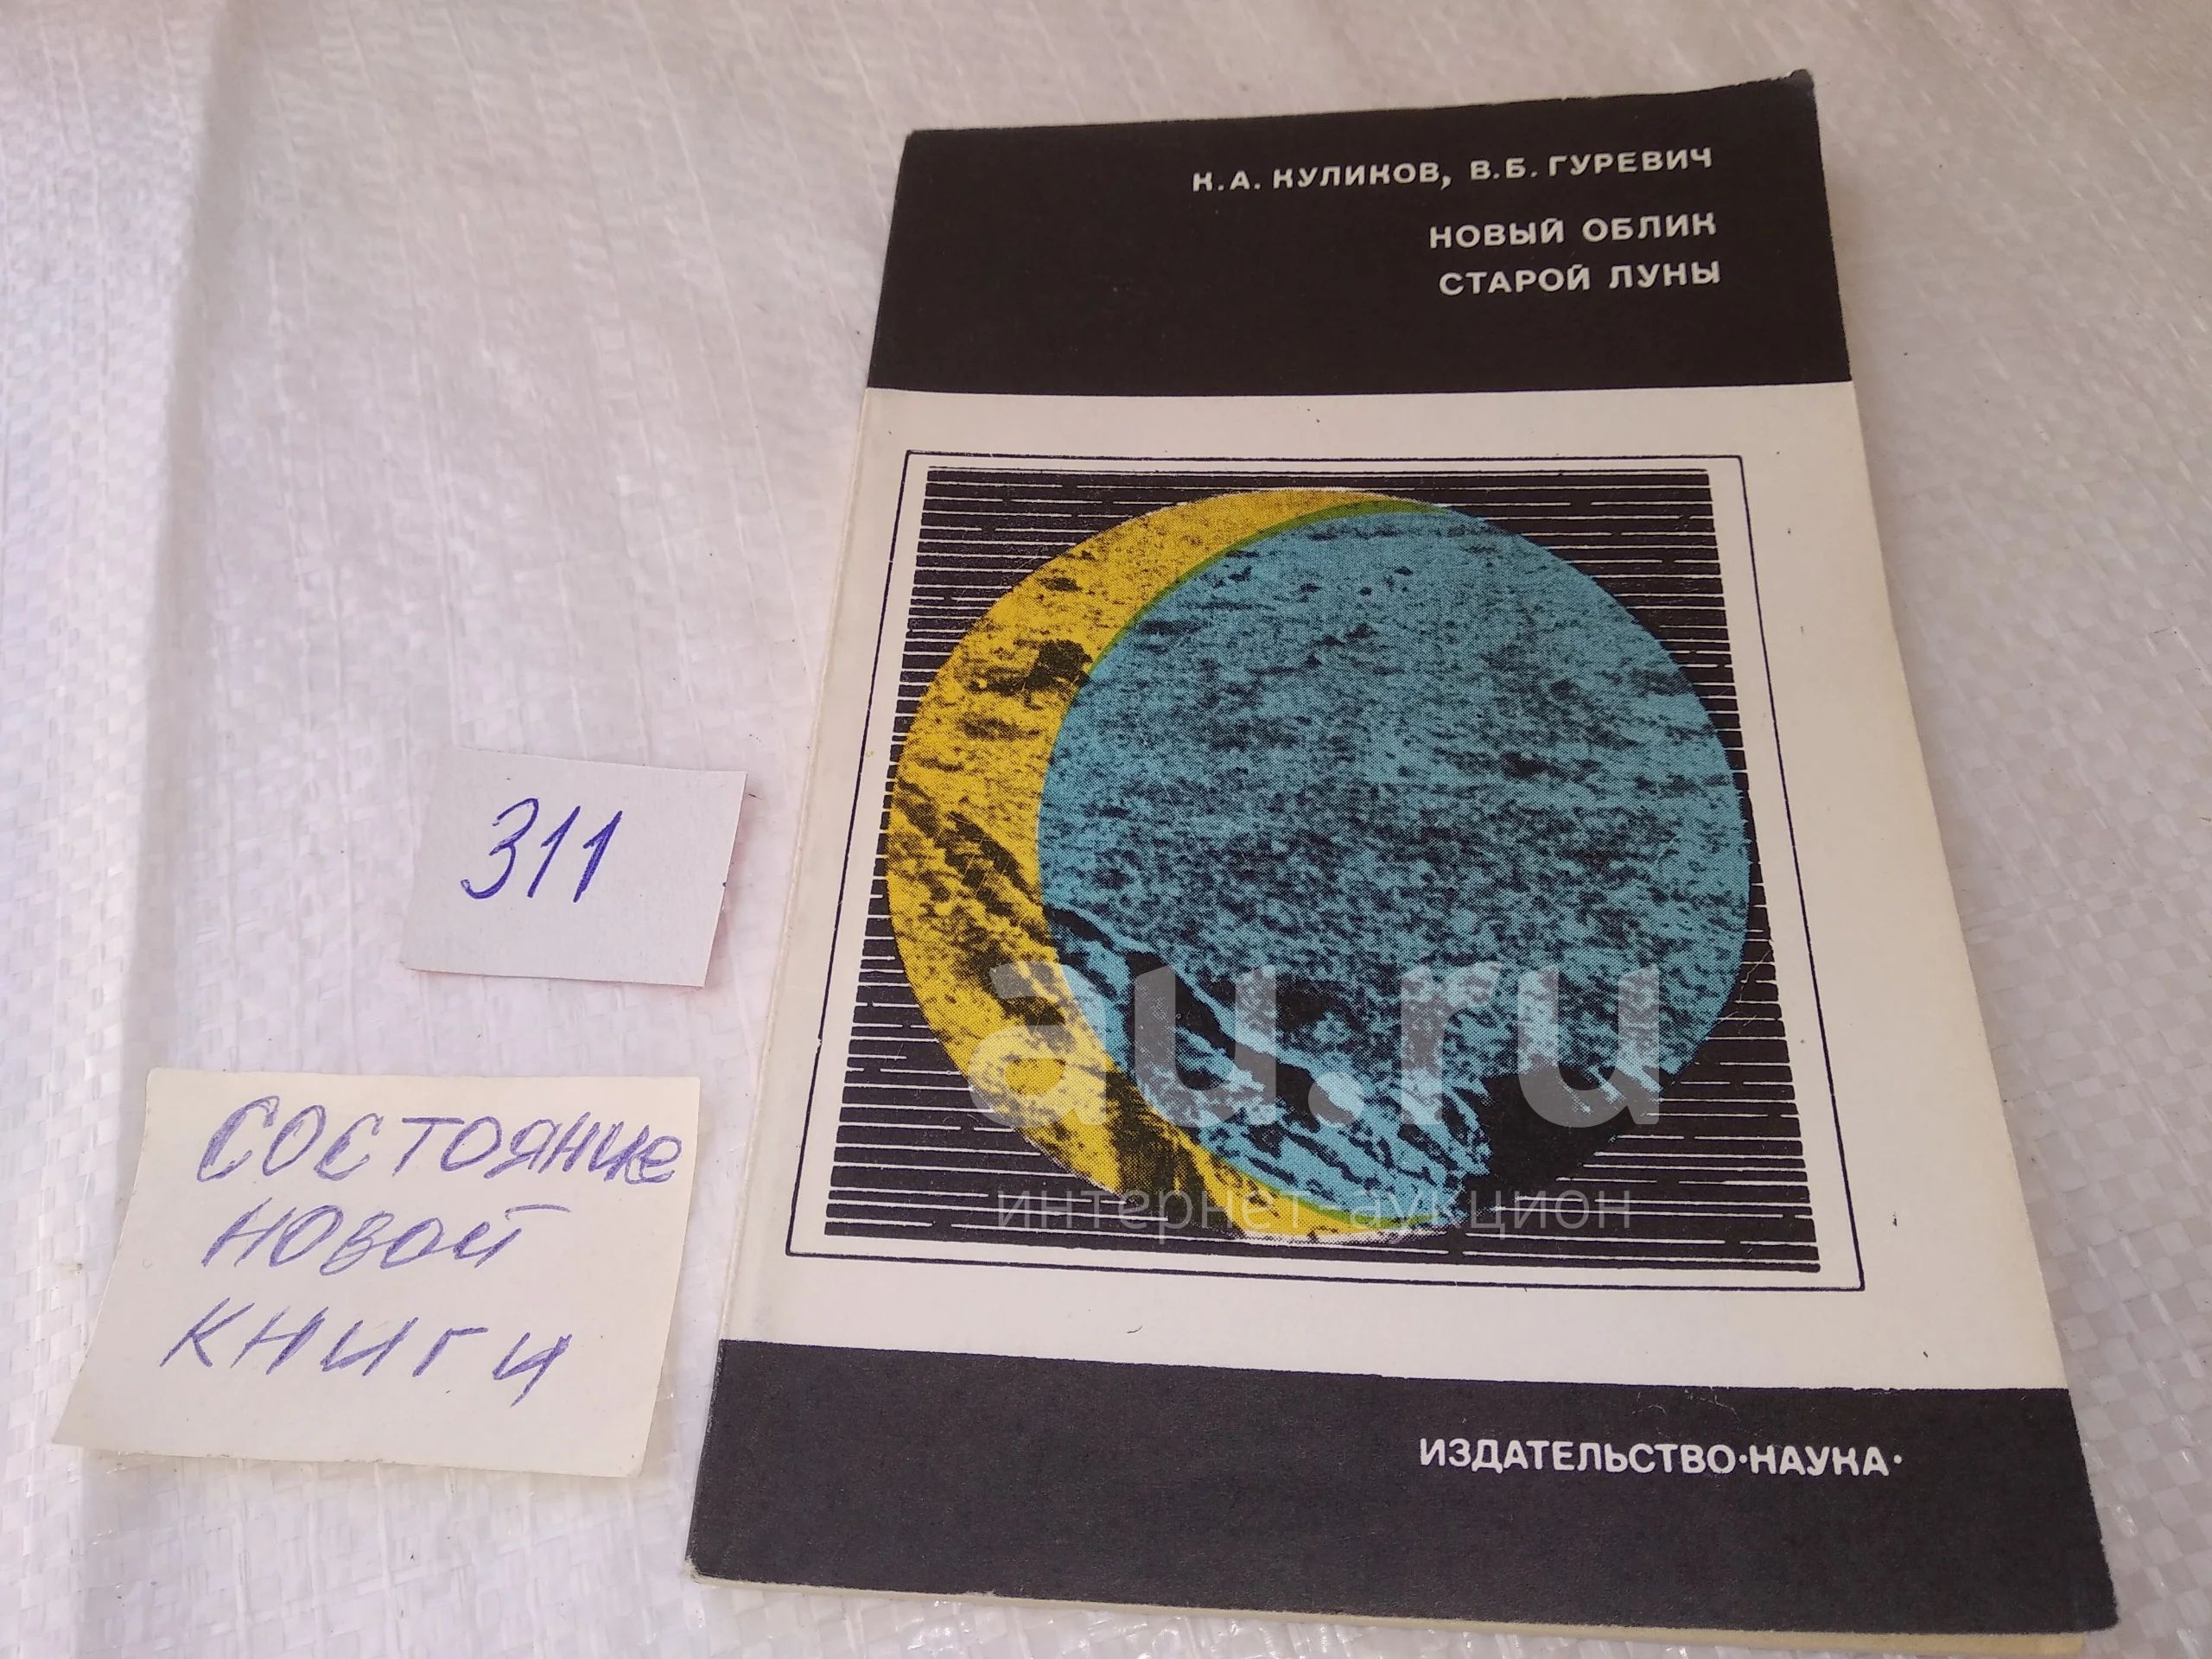 К.А. КУЛИКОВ, В.Б. ГУРЕВИЧ
НОВЫЙ ОБЛИК
СТАРОЙ ЛУНЫ
311
СОСТОЯНИЕ
НОВОЙ
КНИГИ
au.ru
интернет аукцион
ИЗДАТЕЛЬСТВО·НАУКА·